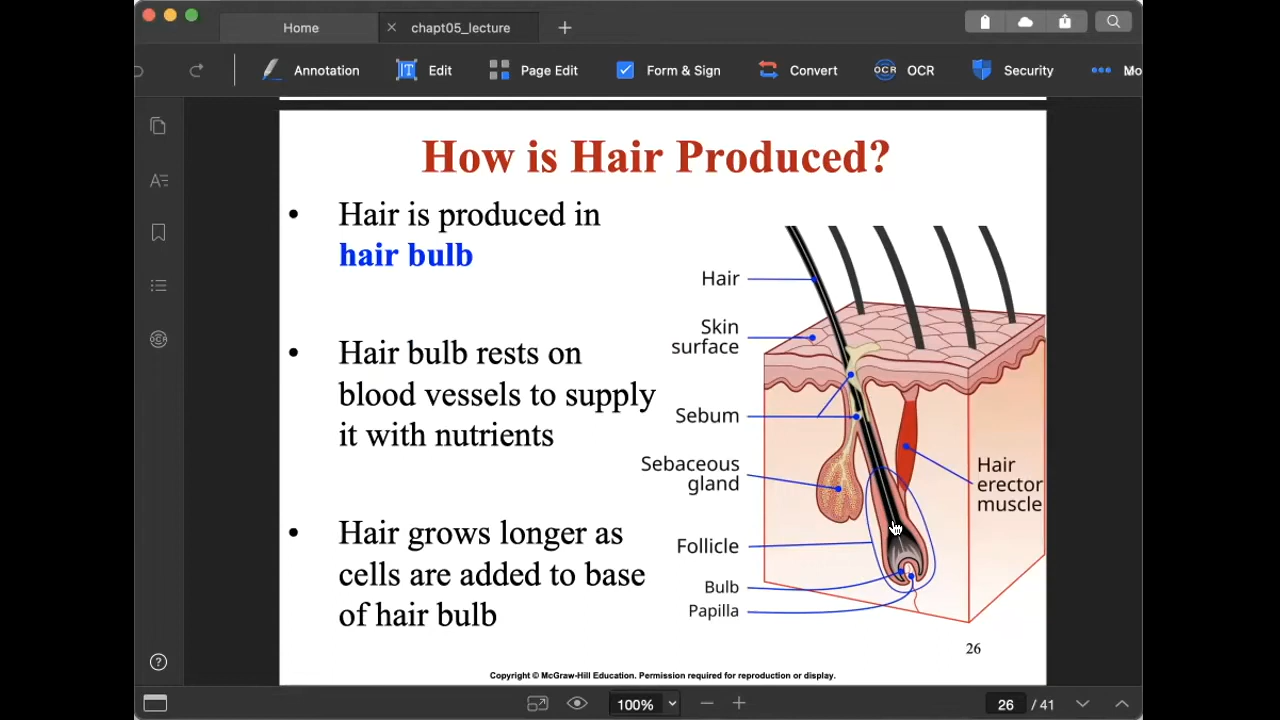 Home
chapt05_lecture
Annotation
Edit
Page Edit
Form & Sign
Convert
OCR
Security
Mo
How is Hair Produced?
• Hair is produced in
hair bulb
• Hair bulb rests on
blood vessels to supply
it with nutrients
• Hair grows longer as
cells are added to base
of hair bulb
Hair
Skin
surface
Sebum
Sebaceous
gland
Follicle
Bulb
Papilla
Hair
erector
muscle
26
Copyright © McGraw-Hill Education. Permission required for reproduction or display.
100%
26 / 41